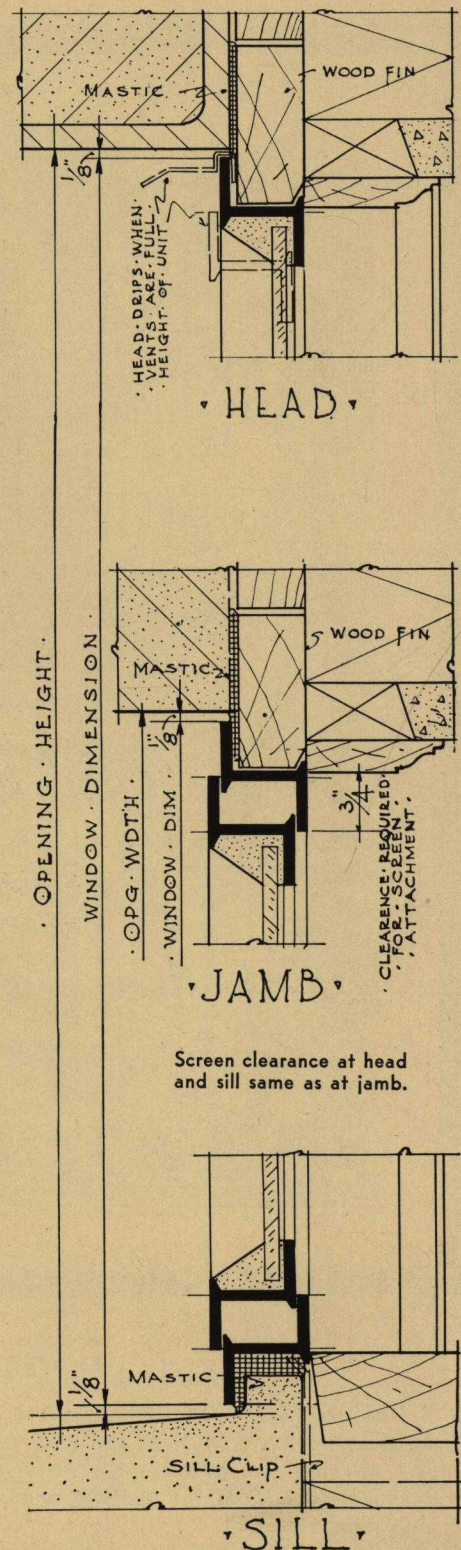 MASTIC
WOOD FIN
1/8"
· HEAD · DRIPS · WHEN ·
· VENTS · ARE · FULL ·
HEIGHT · OF · UNIT ·
· HEAD ·
· OPENING · HEIGHT ·
WINDOW · DIMENSION ·
WOOD FIN
MASTIC
1/8"
· OPG · WDT'H ·
· WINDOW · DIM ·
3/4"
· CLEARENCE · REQUIRED ·
· FOR · SCREEN ·
· ATTACHMENT ·
· JAMB ·
Screen clearance at head
and sill same as at jamb.
1/8"
MASTIC
SILL CLIP
· SILL ·